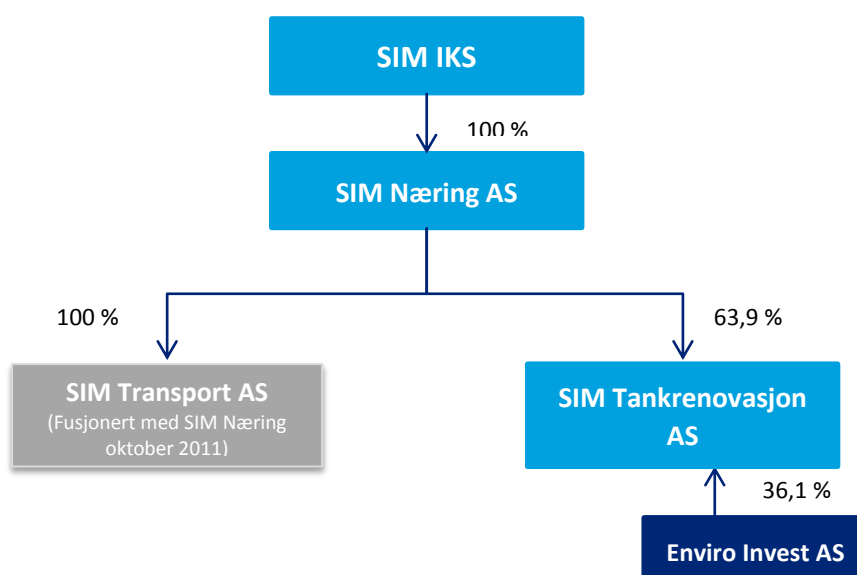 SIM IKS
100 %
SIM Næring AS
100 %
63,9 %
SIM Transport AS
(Fusjonert med SIM Næring
oktober 2011)
SIM Tankrenovasjon
AS
36,1 %
Enviro Invest AS